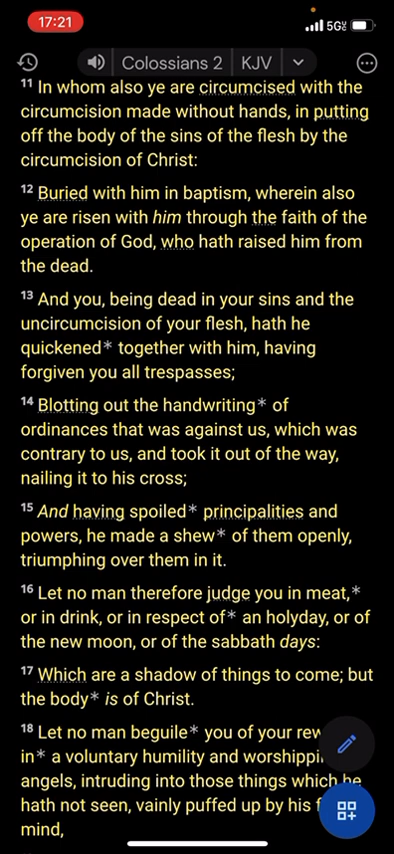 17:21
5G
Colossians 2 KJV
11 In whom also ye are circumcised with the
circumcision made without hands, in putting
off the body of the sins of the flesh by the
circumcision of Christ:
12 Buried with him in baptism, wherein also
ye are risen with him through the faith of the
operation of God, who hath raised him from
the dead.
13 And you, being dead in your sins and the
uncircumcision of your flesh, hath he
quickened* together with him, having
forgiven you all trespasses;
14 Blotting out the handwriting* of
ordinances that was against us, which was
contrary to us, and took it out of the way,
nailing it to his cross;
15 And having spoiled* principalities and
powers, he made a shew* of them openly,
triumphing over them in it.
16 Let no man therefore judge you in meat,*
or in drink, or in respect of* an holyday, or of
the new moon, or of the sabbath days:
17 Which are a shadow of things to come; but
the body* is of Christ.
18 Let no man beguile* you of your
in* a voluntary humility and
angels, intruding into those things which he
hath not seen, vainly puffed up by his
mind,